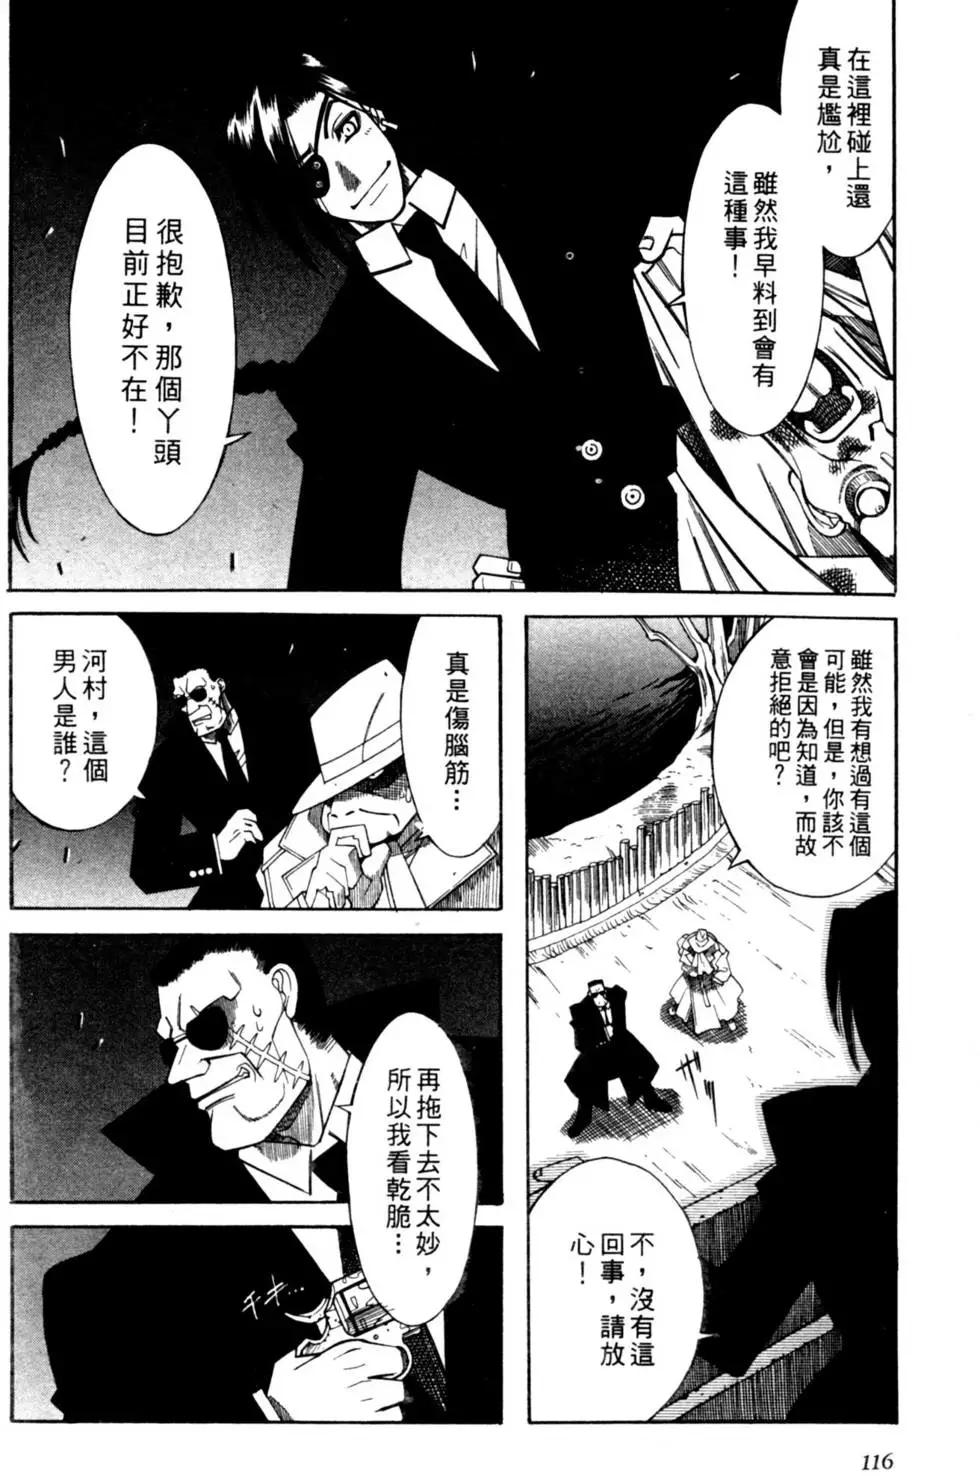 在這裡碰上還
真是尷尬，
雖然我早料到會有
這種事！
很抱歉，那個丫頭
目前正好不在！
雖然我有想過有這個
可能，但是，你該不
會是因為知道，而故
意拒絕的吧？
不，沒有這
回事，請放
心！
真是傷腦筋…
河村，這個
男人是誰？
再拖下去不太妙，
所以我看乾脆…
チキ…
116